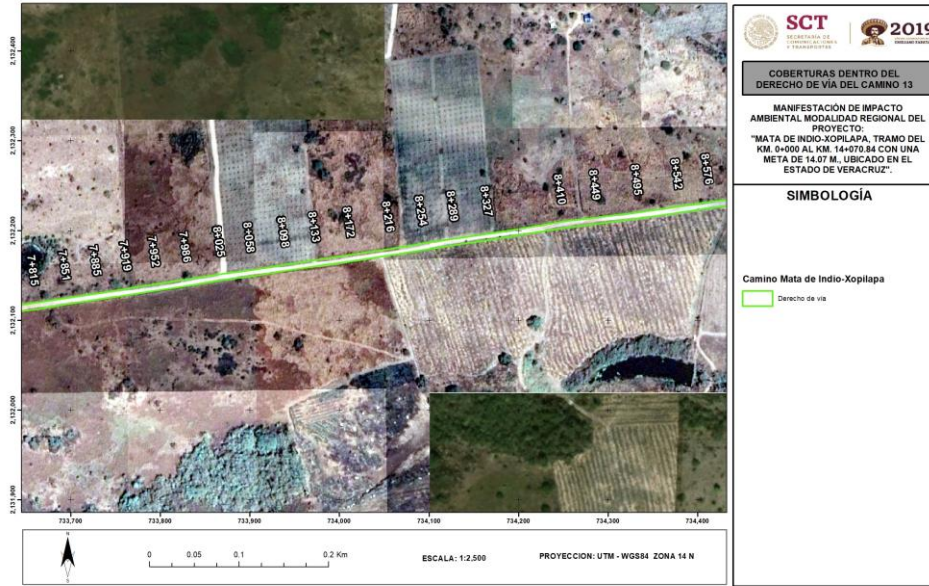 SCT
SECRETARÍA DE
COMUNICACIONES
Y TRANSPORTES
2019
COBERTURAS DENTRO DEL
DERECHO DE VÍA DEL CAMINO 13
MANIFESTACIÓN DE IMPACTO
AMBIENTAL MODALIDAD REGIONAL DEL
PROYECTO:
"MATA DE INDIO-XOPILAPA, TRAMO DEL
KM. 0+000 AL KM. 14+070.84 CON UNA
META DE 14.07 M., UBICADO EN EL
ESTADO DE VERACRUZ".
SIMBOLOGÍA
Camino Mata de Indio-Xopilapa
Derecho de vía
2,132,400
2,132,300
2,132,200
2,132,100
2,132,000
2,131,900
7+815
7+851
7+885
7+919
7+952
7+986
8+025
8+058
8+098
8+133
8+172
8+216
8+254
8+289
8+327
8+410
8+449
8+495
8+542
8+576
733,700
733,800
733,900
734,000
734,100
734,200
734,300
734,400
N
0 0.05 0.1 0.2 Km
ESCALA: 1:2,500
PROYECCION: UTM - WGS84 ZONA 14 N